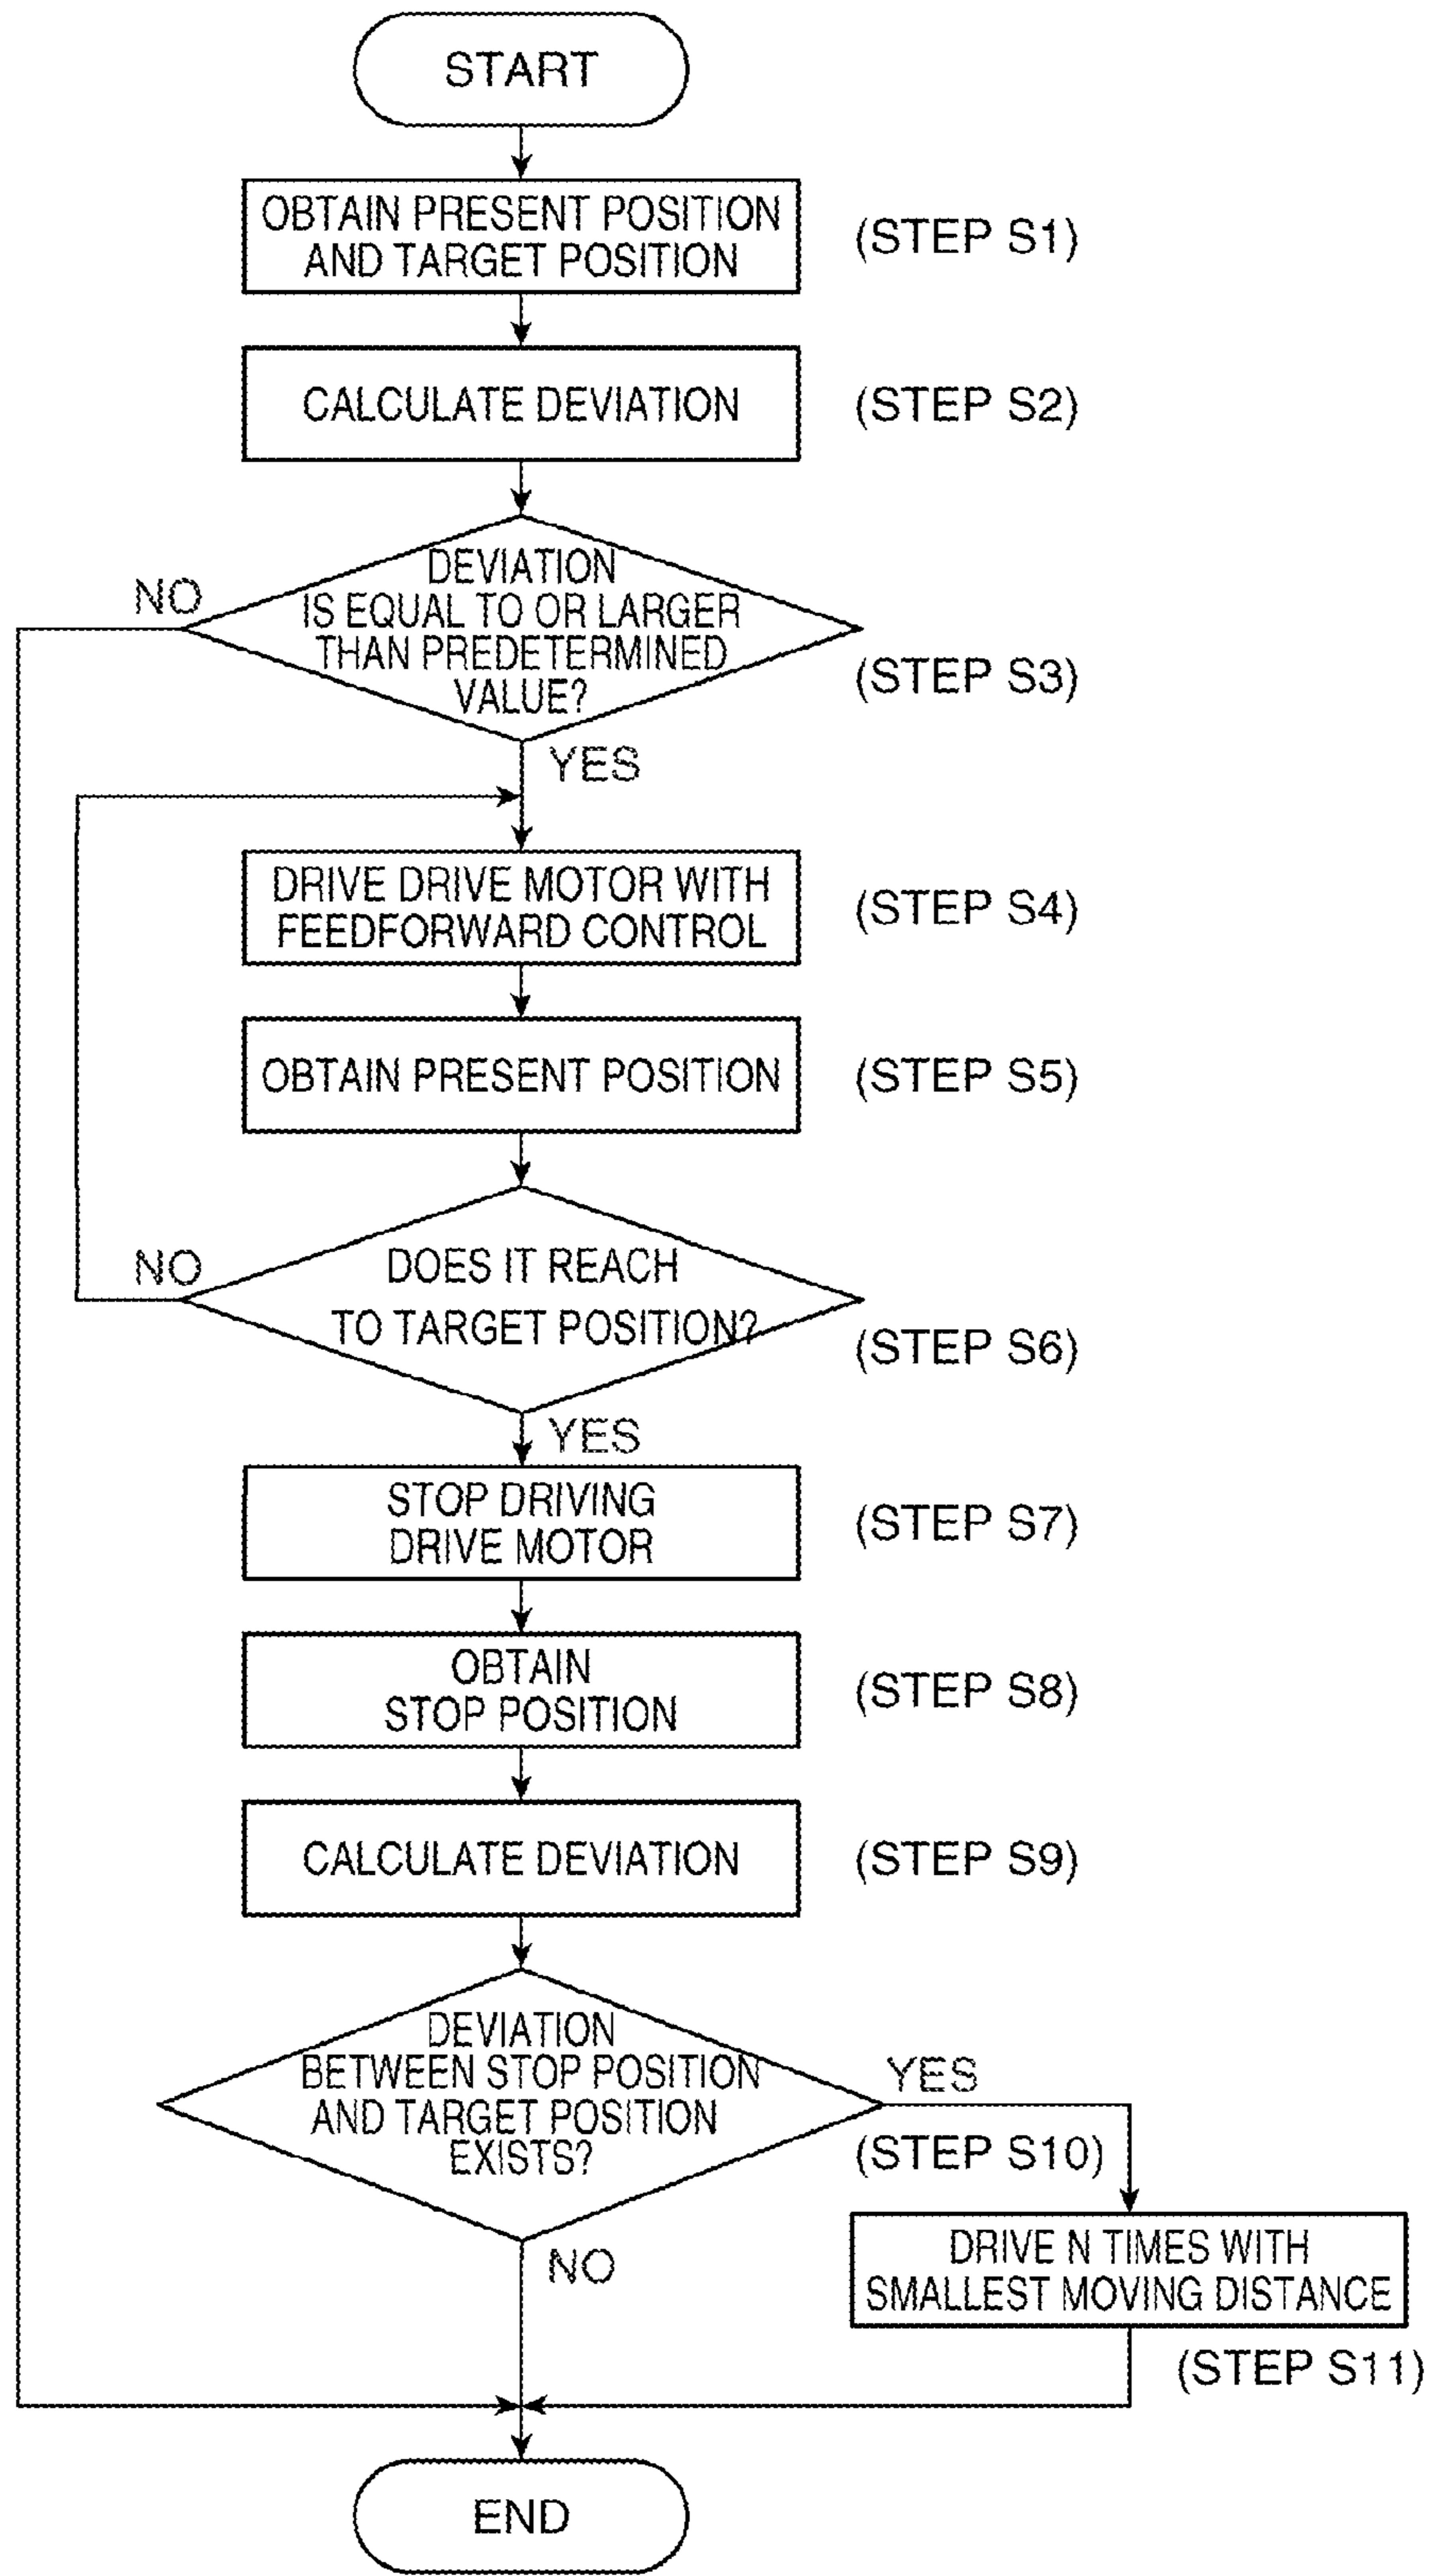 START
OBTAIN PRESENT POSITION
AND TARGET POSITION
(STEP S1)
CALCULATE DEVIATION
(STEP S2)
DEVIATION
IS EQUAL TO OR LARGER
THAN PREDETERMINED
VALUE?
NO
(STEP S3)
YES
DRIVE DRIVE MOTOR WITH
FEEDFORWARD CONTROL
(STEP S4)
OBTAIN PRESENT POSITION
(STEP S5)
DOES IT REACH
TO TARGET POSITION?
NO
(STEP S6)
YES
STOP DRIVING
DRIVE MOTOR
(STEP S7)
OBTAIN
STOP POSITION
(STEP S8)
CALCULATE DEVIATION
(STEP S9)
DEVIATION
BETWEEN STOP POSITION
AND TARGET POSITION
EXISTS?
YES
(STEP S10)
NO
DRIVE N TIMES WITH
SMALLEST MOVING DISTANCE
(STEP S11)
END